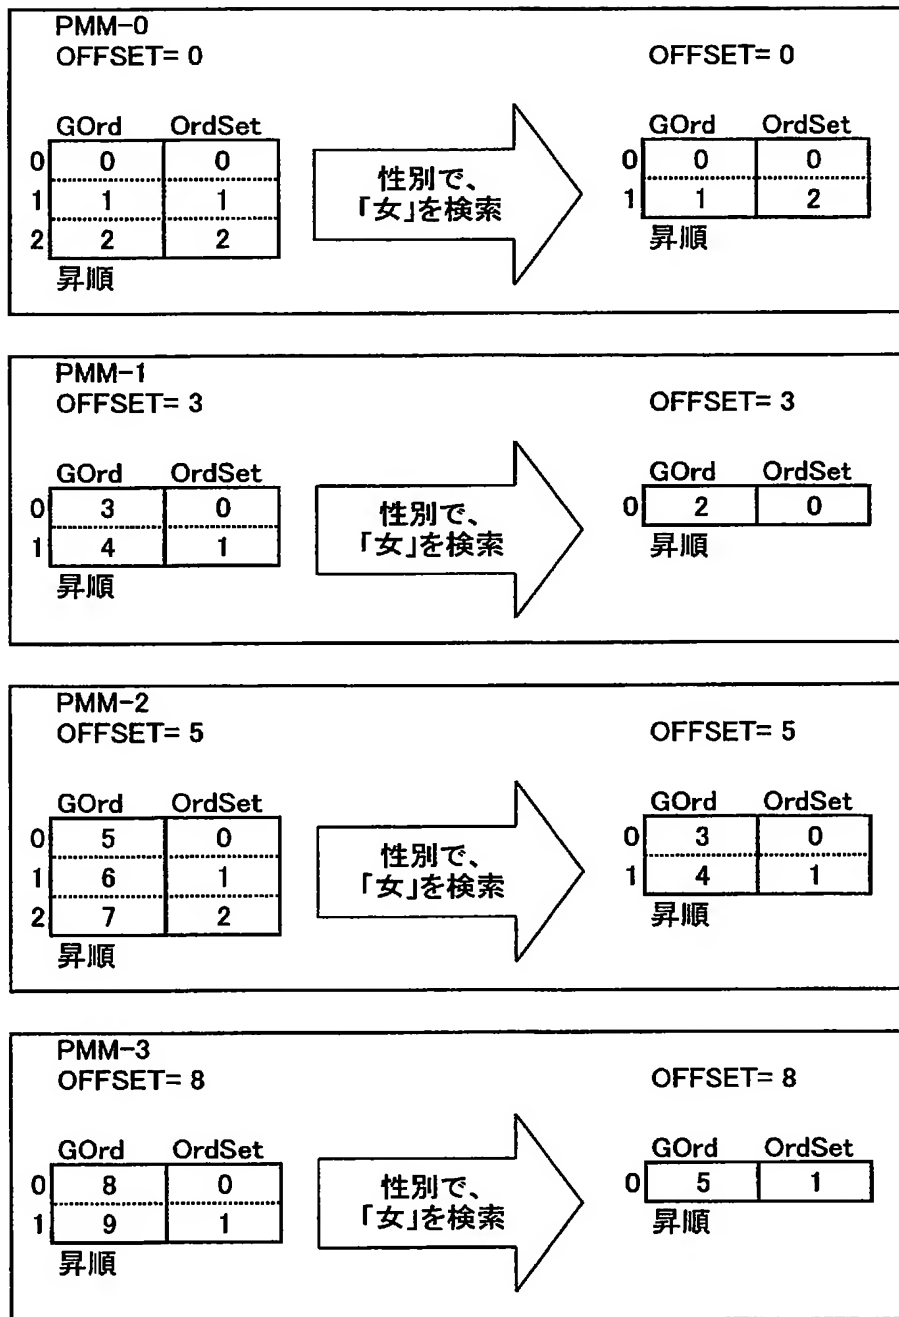 PMM-0
OFFSET= 0 OFFSET= 0
GOrd OrdSet GOrd OrdSet
0 0 0 性別で、 0 0 0
1 1 1 「女」を検索 1 1 2
2 2 2 昇順
昇順
PMM-1
OFFSET= 3 OFFSET= 3
GOrd OrdSet GOrd OrdSet
0 3 0 性別で、 0 2 0
1 4 1 「女」を検索 昇順
昇順
PMM-2
OFFSET= 5 OFFSET= 5
GOrd OrdSet GOrd OrdSet
0 5 0 性別で、 0 3 0
1 6 1 「女」を検索 1 4 1
2 7 2 昇順
昇順
PMM-3
OFFSET= 8 OFFSET= 8
GOrd OrdSet GOrd OrdSet
0 8 0 性別で、 0 5 1
1 9 1 「女」を検索 昇順
昇順